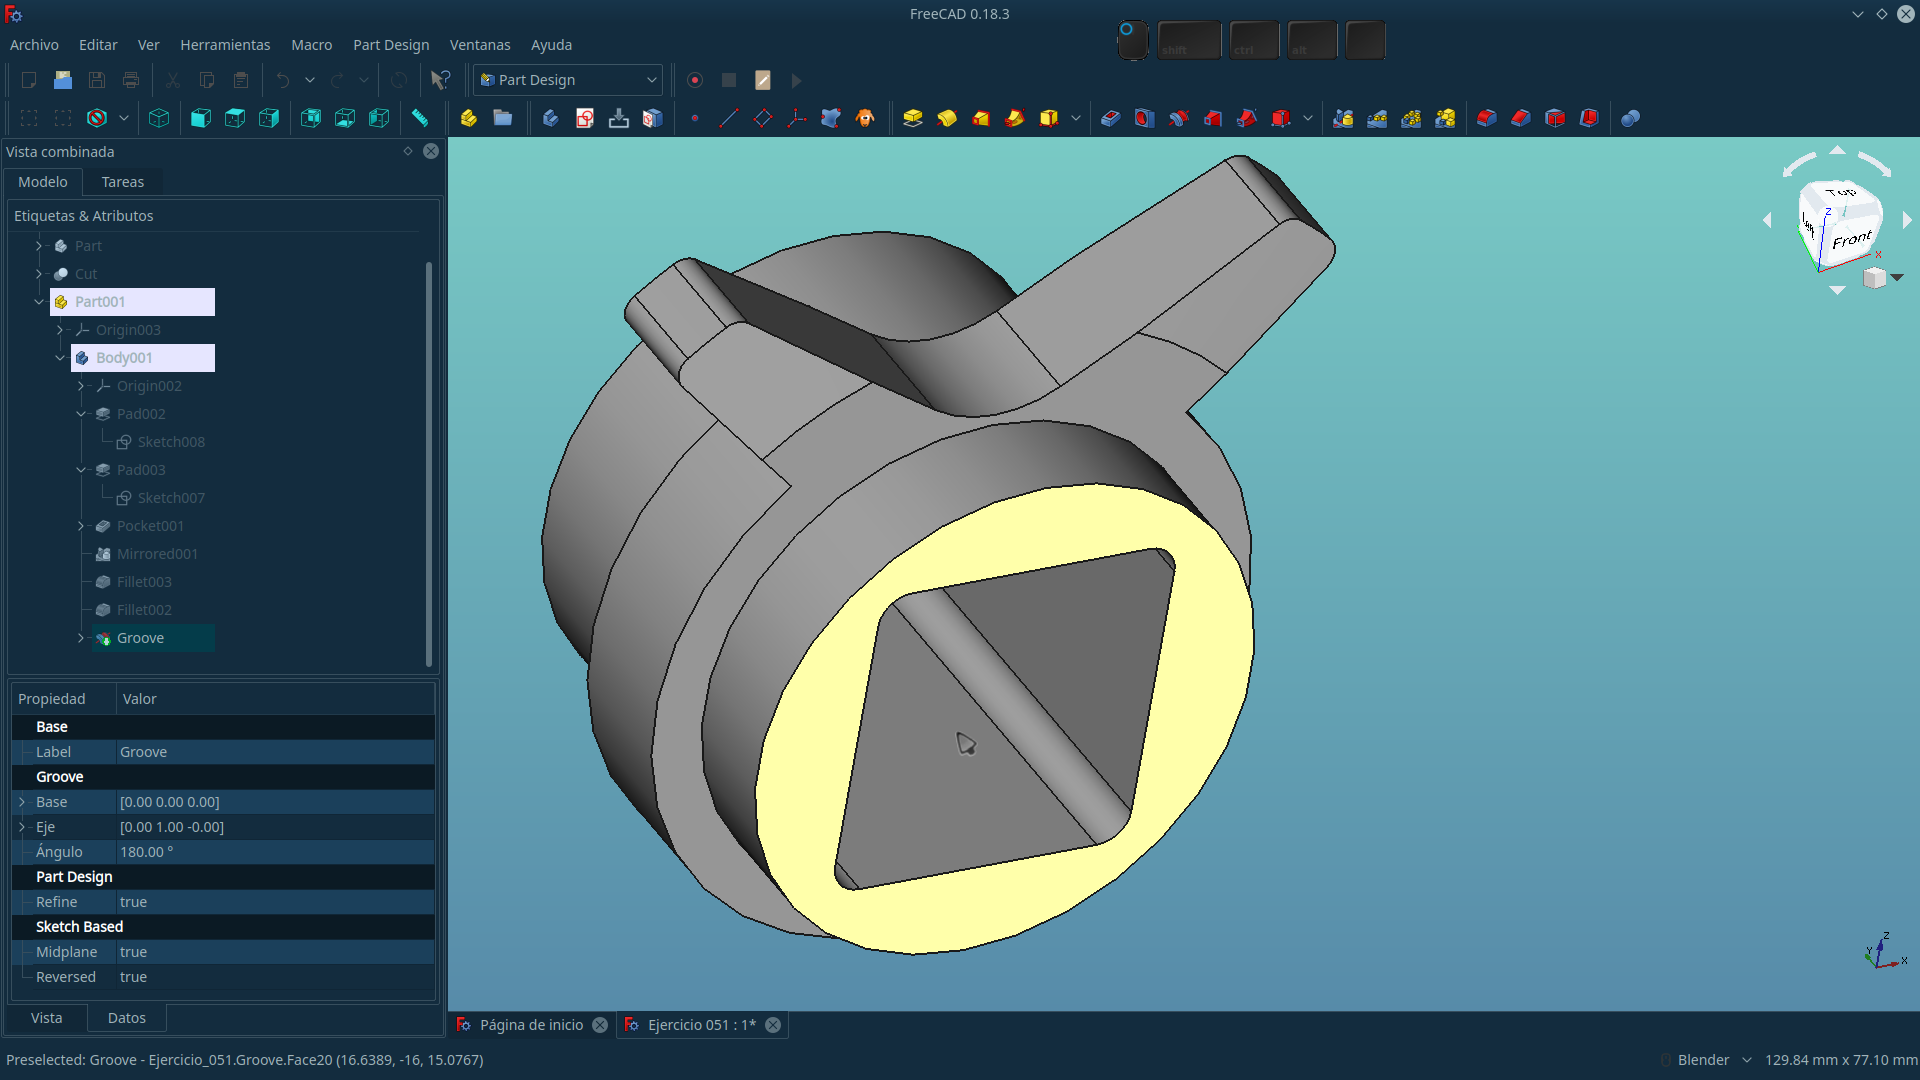 FreeCAD 0.18.3
Archivo Editar Ver Herramientas Macro Part Design Ventanas Ayuda
shift ctrl alt
Part Design
Vista combinada
Modelo Tareas
Etiquetas & Atributos
Part
Cut
Part001
Origin003
Body001
Origin002
Pad002
Sketch008
Pad003
Sketch007
Pocket001
Mirrored001
Fillet003
Fillet002
Groove
Propiedad Valor
Base
Label Groove
Groove
Base [0.00 0.00 0.00]
Eje [0.00 1.00 -0.00]
Ángulo 180.00 °
Part Design
Refine true
Sketch Based
Midplane true
Reversed true
Vista Datos
Top
Front
Z
X
Z
Y
X
Página de inicio Ejercicio 051 : 1*
Preselected: Groove - Ejercicio_051.Groove.Face20 (16.6389, -16, 15.0767) Blender 129.84 mm x 77.10 mm